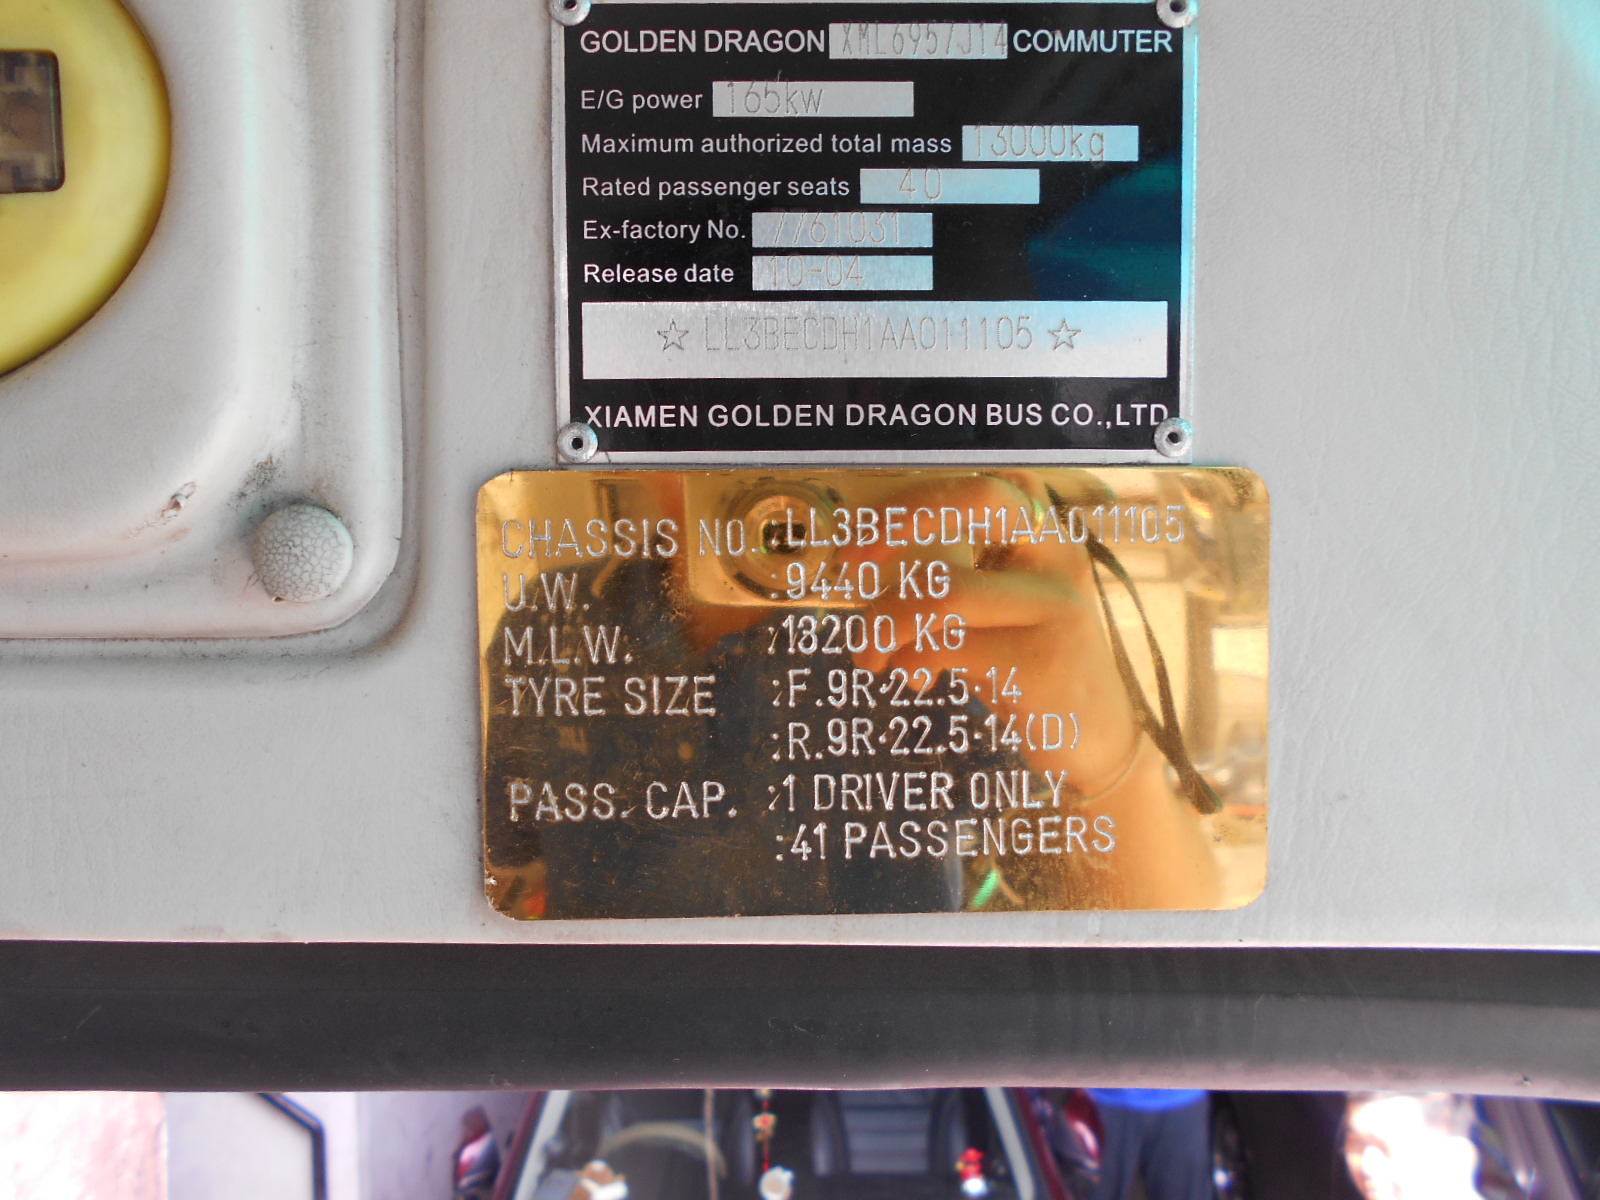 GOLDEN DRAGON XML6957J14 COMMUTER
E/G power 165kw
Maximum authorized total mass 13000kg
Rated passenger seats 40
Ex-factory No. 7761031
Release date 10-04
☆ LL3BECDH1AA011105 ☆
XIAMEN GOLDEN DRAGON BUS CO.,LTD
CHASSIS NO. :LL3BECDH1AA011105
U.W. :9440 KG
M.L.W. :13200 KG
TYRE SIZE :F.9R·22.5·14
:R.9R·22.5·14(D)
PASS. CAP. :1 DRIVER ONLY
:41 PASSENGERS